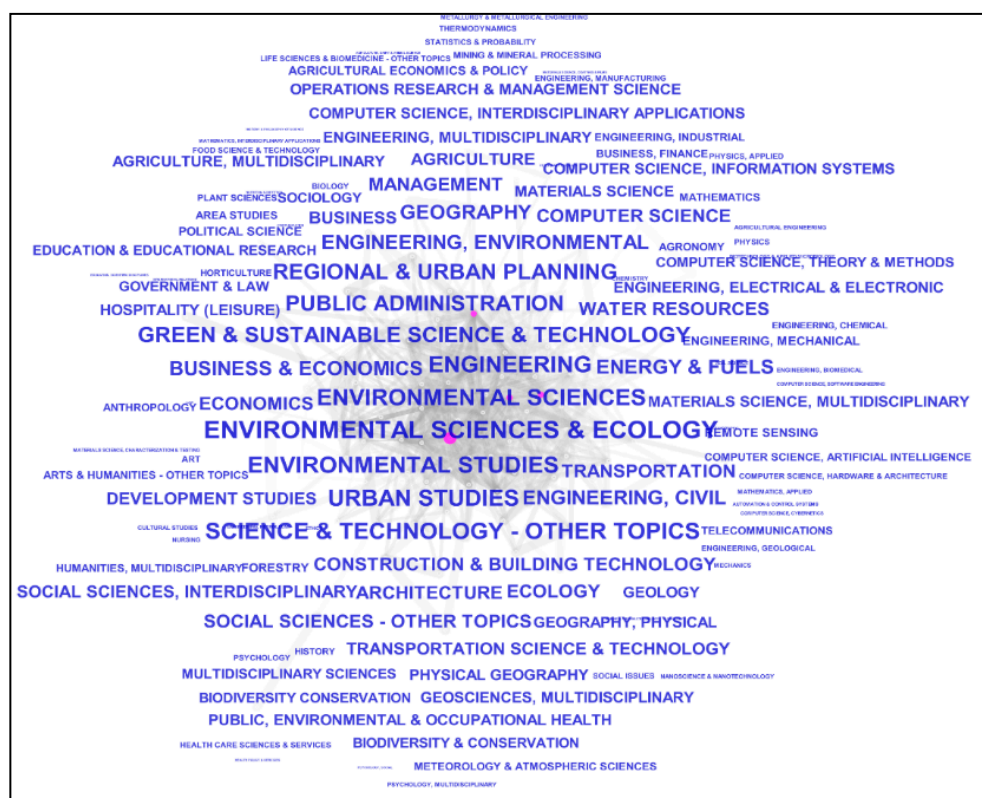 METALLURGY & METALLURGICAL ENGINEERING
THERMODYNAMICS
STATISTICS & PROBABILITY
LIFE SCIENCES & BIOMEDICINE - OTHER TOPICS MINING & MINERAL PROCESSING
AGRICULTURAL ECONOMICS & POLICY
ENGINEERING, MANUFACTURING
OPERATIONS RESEARCH & MANAGEMENT SCIENCE
COMPUTER SCIENCE, INTERDISCIPLINARY APPLICATIONS
MATHEMATICS, INTERDISCIPLINARY APPLICATIONS ENGINEERING, MULTIDISCIPLINARY ENGINEERING, INDUSTRIAL
FOOD SCIENCE & TECHNOLOGY BUSINESS, FINANCE PHYSICS, APPLIED
AGRICULTURE, MULTIDISCIPLINARY AGRICULTURE COMPUTER SCIENCE, INFORMATION SYSTEMS
BIOLOGY MANAGEMENT MATERIALS SCIENCE
PLANT SCIENCES SOCIOLOGY MATHEMATICS
AREA STUDIES BUSINESS GEOGRAPHY COMPUTER SCIENCE
POLITICAL SCIENCE AGRICULTURAL ENGINEERING
EDUCATION & EDUCATIONAL RESEARCH ENGINEERING, ENVIRONMENTAL AGRONOMY PHYSICS
COMPUTER SCIENCE, THEORY & METHODS
HORTICULTURE REGIONAL & URBAN PLANNING CHEMISTRY
GOVERNMENT & LAW ENGINEERING, ELECTRICAL & ELECTRONIC
HOSPITALITY (LEISURE) PUBLIC ADMINISTRATION WATER RESOURCES
ENGINEERING, CHEMICAL
GREEN & SUSTAINABLE SCIENCE & TECHNOLOGY ENGINEERING, MECHANICAL
BUSINESS & ECONOMICS ENGINEERING ENERGY & FUELS ENGINEERING, BIOMEDICAL
COMPUTER SCIENCE, SOFTWARE ENGINEERING
ANTHROPOLOGY ECONOMICS ENVIRONMENTAL SCIENCES MATERIALS SCIENCE, MULTIDISCIPLINARY
ENVIRONMENTAL SCIENCES & ECOLOGY REMOTE SENSING
MATERIALS SCIENCE, CHARACTERIZATION & TESTING
ART COMPUTER SCIENCE, ARTIFICIAL INTELLIGENCE
ARTS & HUMANITIES - OTHER TOPICS ENVIRONMENTAL STUDIES TRANSPORTATION COMPUTER SCIENCE, HARDWARE & ARCHITECTURE
MATHEMATICS, APPLIED
DEVELOPMENT STUDIES URBAN STUDIES ENGINEERING, CIVIL AUTOMATION & CONTROL SYSTEMS
COMPUTER SCIENCE, CYBERNETICS
CULTURAL STUDIES SCIENCE & TECHNOLOGY - OTHER TOPICS TELECOMMUNICATIONS
NURSING
ENGINEERING, GEOLOGICAL
HUMANITIES, MULTIDISCIPLINARY FORESTRY CONSTRUCTION & BUILDING TECHNOLOGY MECHANICS
SOCIAL SCIENCES, INTERDISCIPLINARY ARCHITECTURE ECOLOGY GEOLOGY
SOCIAL SCIENCES - OTHER TOPICS GEOGRAPHY, PHYSICAL
HISTORY TRANSPORTATION SCIENCE & TECHNOLOGY
PSYCHOLOGY
MULTIDISCIPLINARY SCIENCES PHYSICAL GEOGRAPHY SOCIAL ISSUES NANOSCIENCE & NANOTECHNOLOGY
BIODIVERSITY CONSERVATION GEOSCIENCES, MULTIDISCIPLINARY
PUBLIC, ENVIRONMENTAL & OCCUPATIONAL HEALTH
HEALTH CARE SCIENCES & SERVICES BIODIVERSITY & CONSERVATION
METEOROLOGY & ATMOSPHERIC SCIENCES
PSYCHOLOGY, MULTIDISCIPLINARY